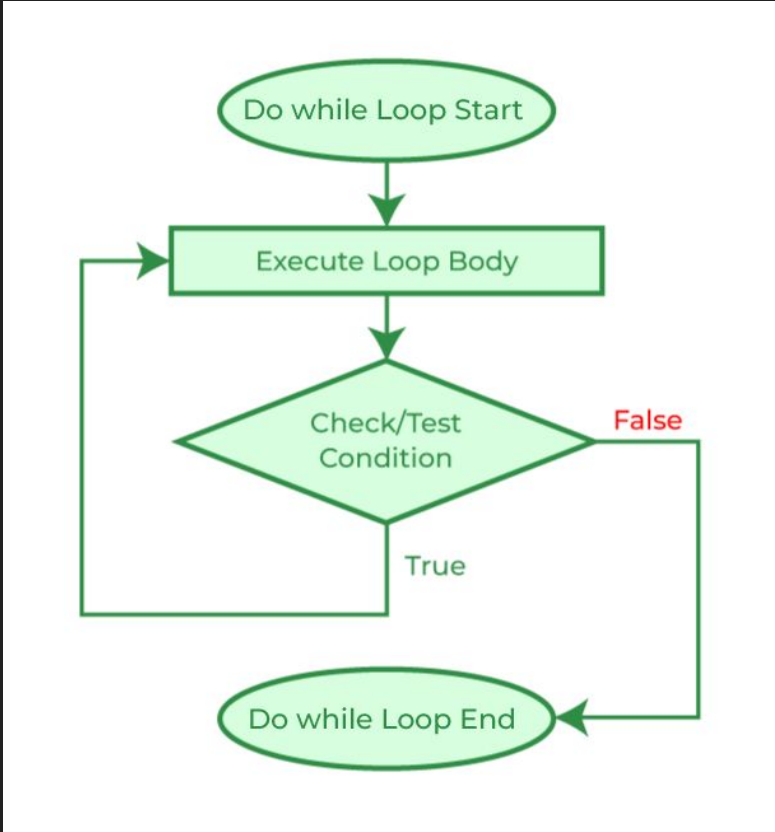 Do while Loop Start
Execute Loop Body
Check/Test
Condition
False
True
Do while Loop End